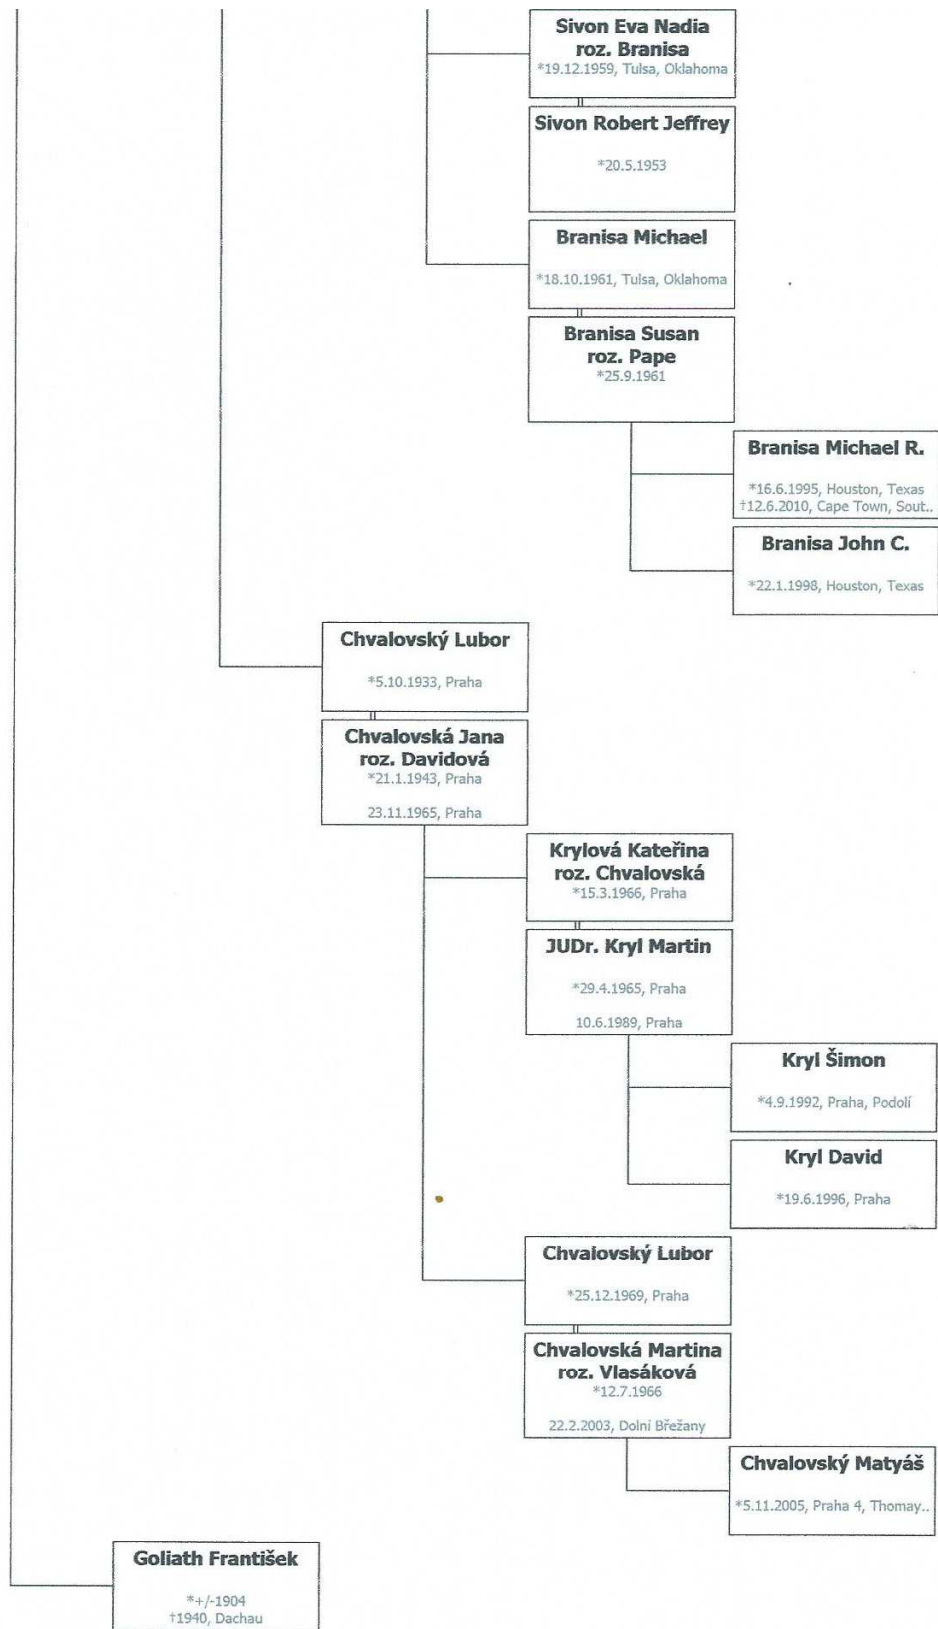 Sivon Eva Nadia
roz. Branisa
*19.12.1959, Tulsa, Oklahoma
Sivon Robert Jeffrey
*20.5.1953
Branisa Michael
*18.10.1961, Tulsa, Oklahoma
Branisa Susan
roz. Pape
*25.9.1961
Branisa Michael R.
*16.6.1995, Houston, Texas
†12.6.2010, Cape Town, Sout..
Branisa John C.
*22.1.1998, Houston, Texas
Chvalovský Lubor
*5.10.1933, Praha
Chvalovská Jana
roz. Davidová
*21.1.1943, Praha
23.11.1965, Praha
Krylová Kateřina
roz. Chvalovská
*15.3.1966, Praha
JUDr. Kryl Martin
*29.4.1965, Praha
10.6.1989, Praha
Kryl Šimon
*4.9.1992, Praha, Podolí
Kryl David
*19.6.1996, Praha
Chvalovský Lubor
*25.12.1969, Praha
Chvalovská Martina
roz. Vlasáková
*12.7.1966
22.2.2003, Dolní Břežany
Chvalovský Matyáš
*5.11.2005, Praha 4, Thomay..
Goliath František
*+/-1904
†1940, Dachau